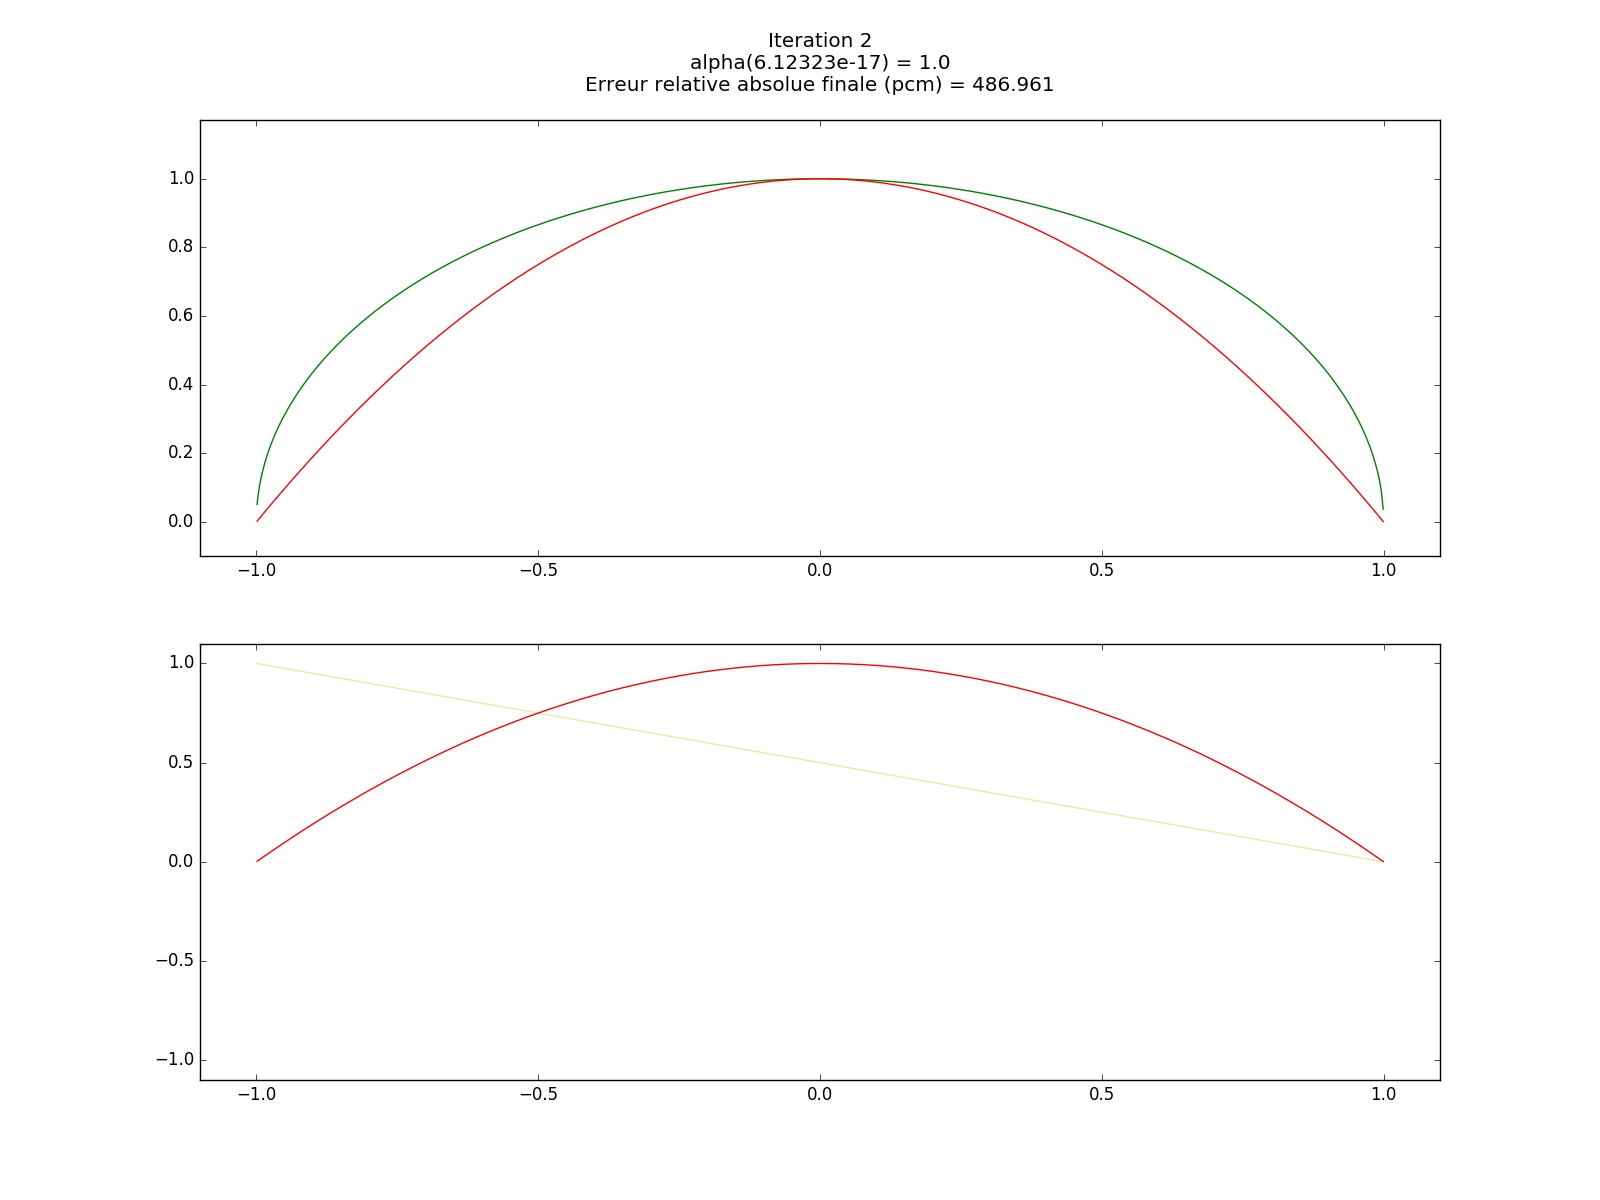 Iteration 2
alpha(6.12323e-17) = 1.0
Erreur relative absolue finale (pcm) = 486.961
1.0
0.8
0.6
0.4
0.2
0.0
−1.0 −0.5 0.0 0.5 1.0
1.0
0.5
0.0
−0.5
−1.0
−1.0 −0.5 0.0 0.5 1.0